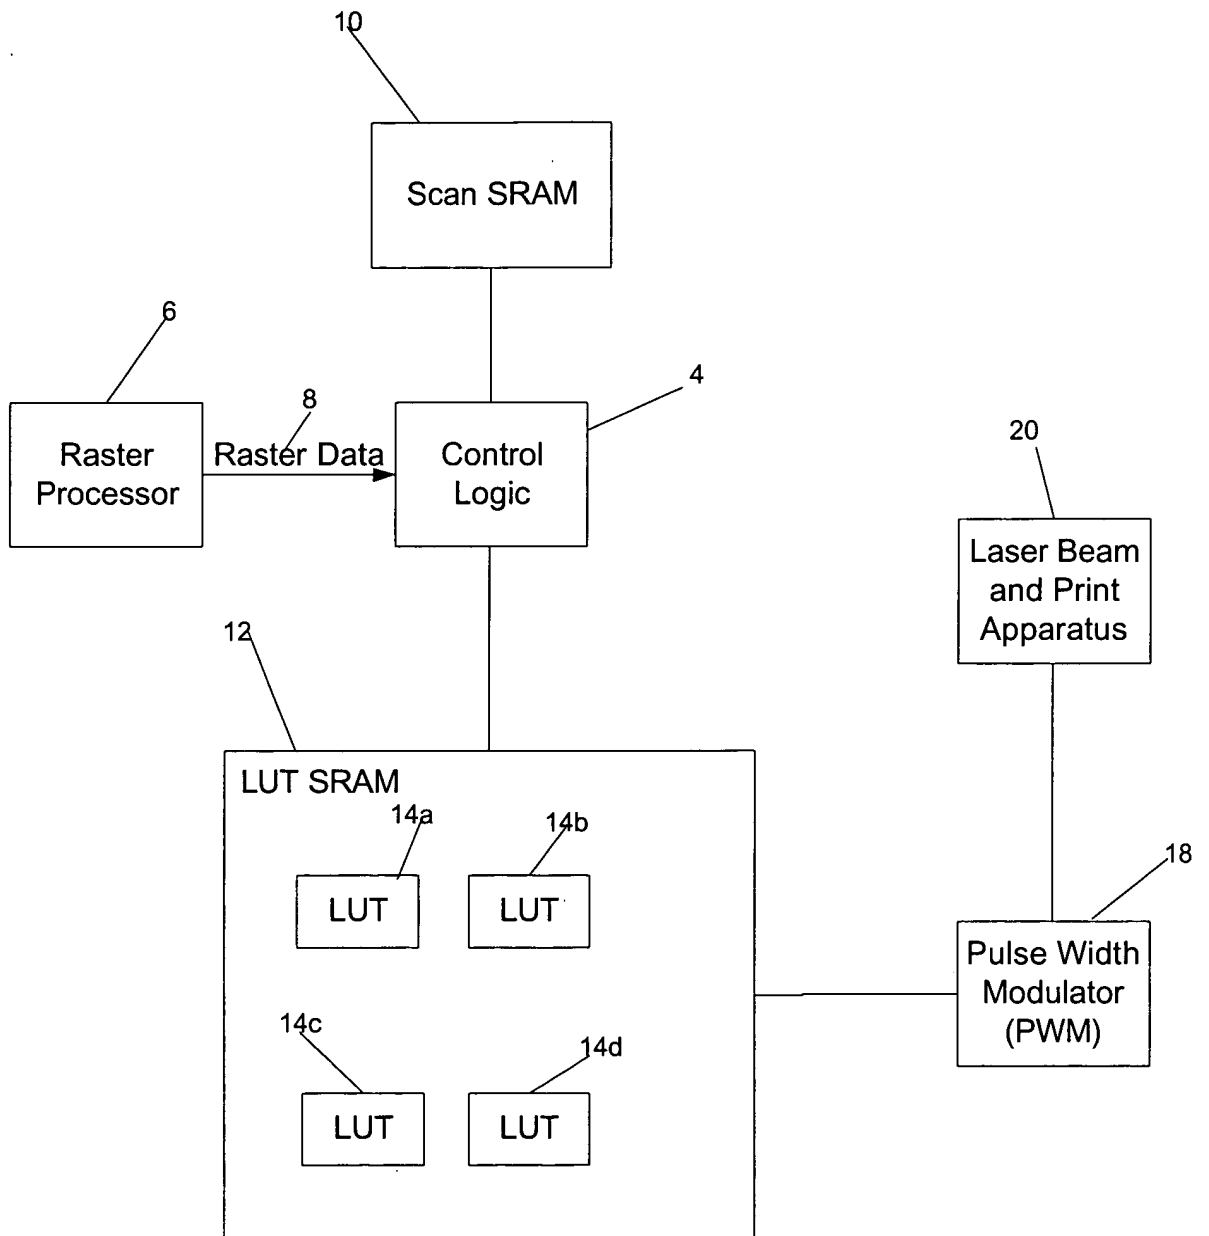 10
Scan SRAM
6
8
4
Raster
Processor
Raster Data
Control
Logic
20
Laser Beam
and Print
Apparatus
12
LUT SRAM
14a
14b
LUT
LUT
18
Pulse Width
Modulator
(PWM)
14c
14d
LUT
LUT